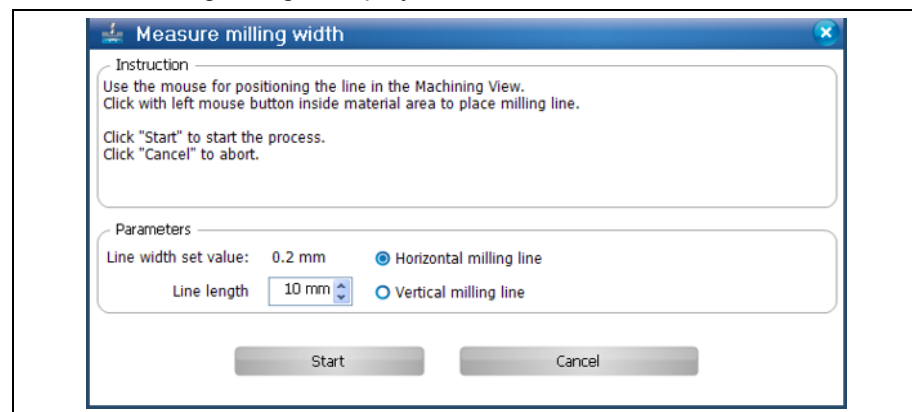 Measure milling width
Instruction
Use the mouse for positioning the line in the Machining View.
Click with left mouse button inside material area to place milling line.
Click "Start" to start the process.
Click "Cancel" to abort.
Parameters
Line width set value: 0.2 mm Horizontal milling line
Line length 10 mm Vertical milling line
Start Cancel